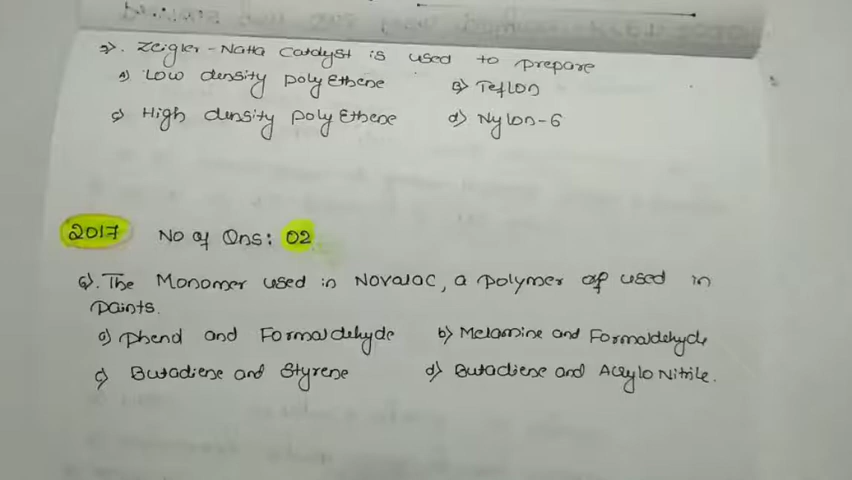 2). Zeigler-Natta Catalyst is used to prepare
a) Low density poly Ethene b) Teflon
c) High density poly Ethene d) Nylon-6
2017 No of Qns: 02
Q). The Monomer used in Novalac, a polymer of used in
paints.
a) phenol and Formaldehyde b) Melamine and Formaldehyde
c) Butadiene and Styrene d) Butadiene and Acrylo Nitrile.